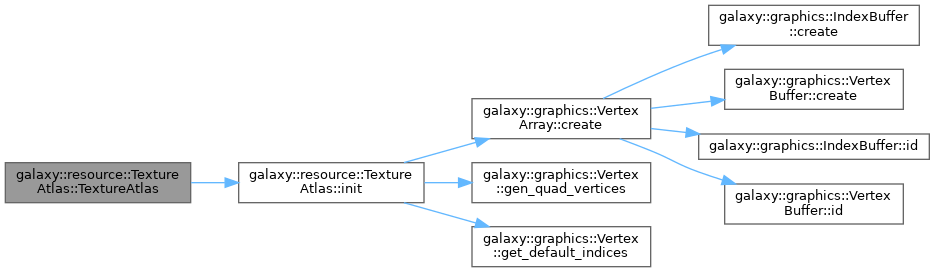 galaxy::graphics::IndexBuffer
::create
galaxy::graphics::Vertex
Buffer::create
galaxy::graphics::Vertex
Array::create
galaxy::graphics::IndexBuffer::id
galaxy::resource::Texture
Atlas::TextureAtlas
galaxy::resource::Texture
Atlas::init
galaxy::graphics::Vertex
::gen_quad_vertices
galaxy::graphics::Vertex
Buffer::id
galaxy::graphics::Vertex
::get_default_indices